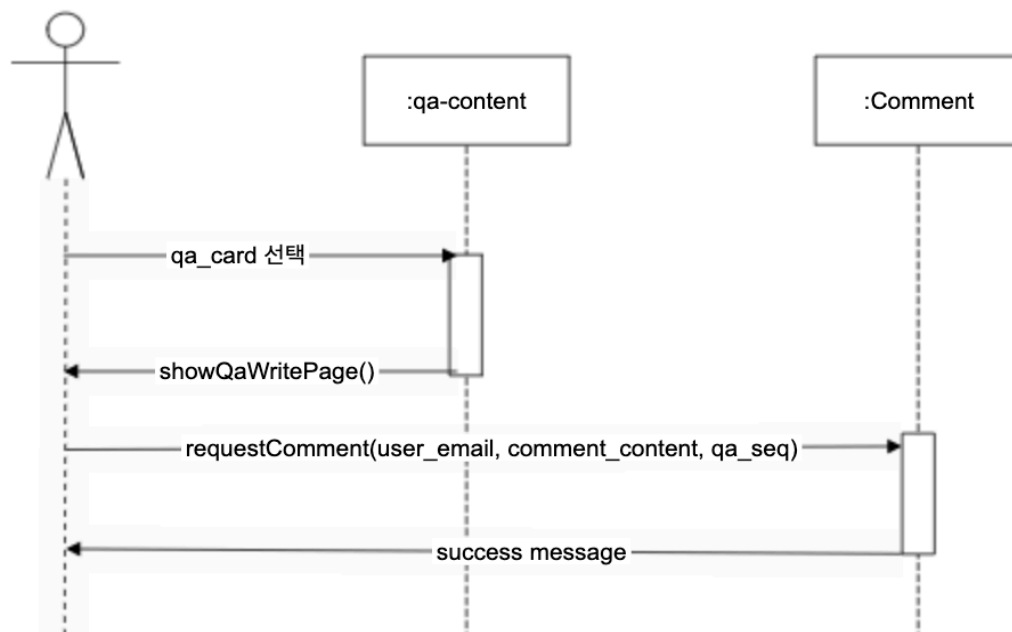 :qa-content
:Comment
qa_card 선택
showQaWritePage()
requestComment(user_email, comment_content, qa_seq)
success message